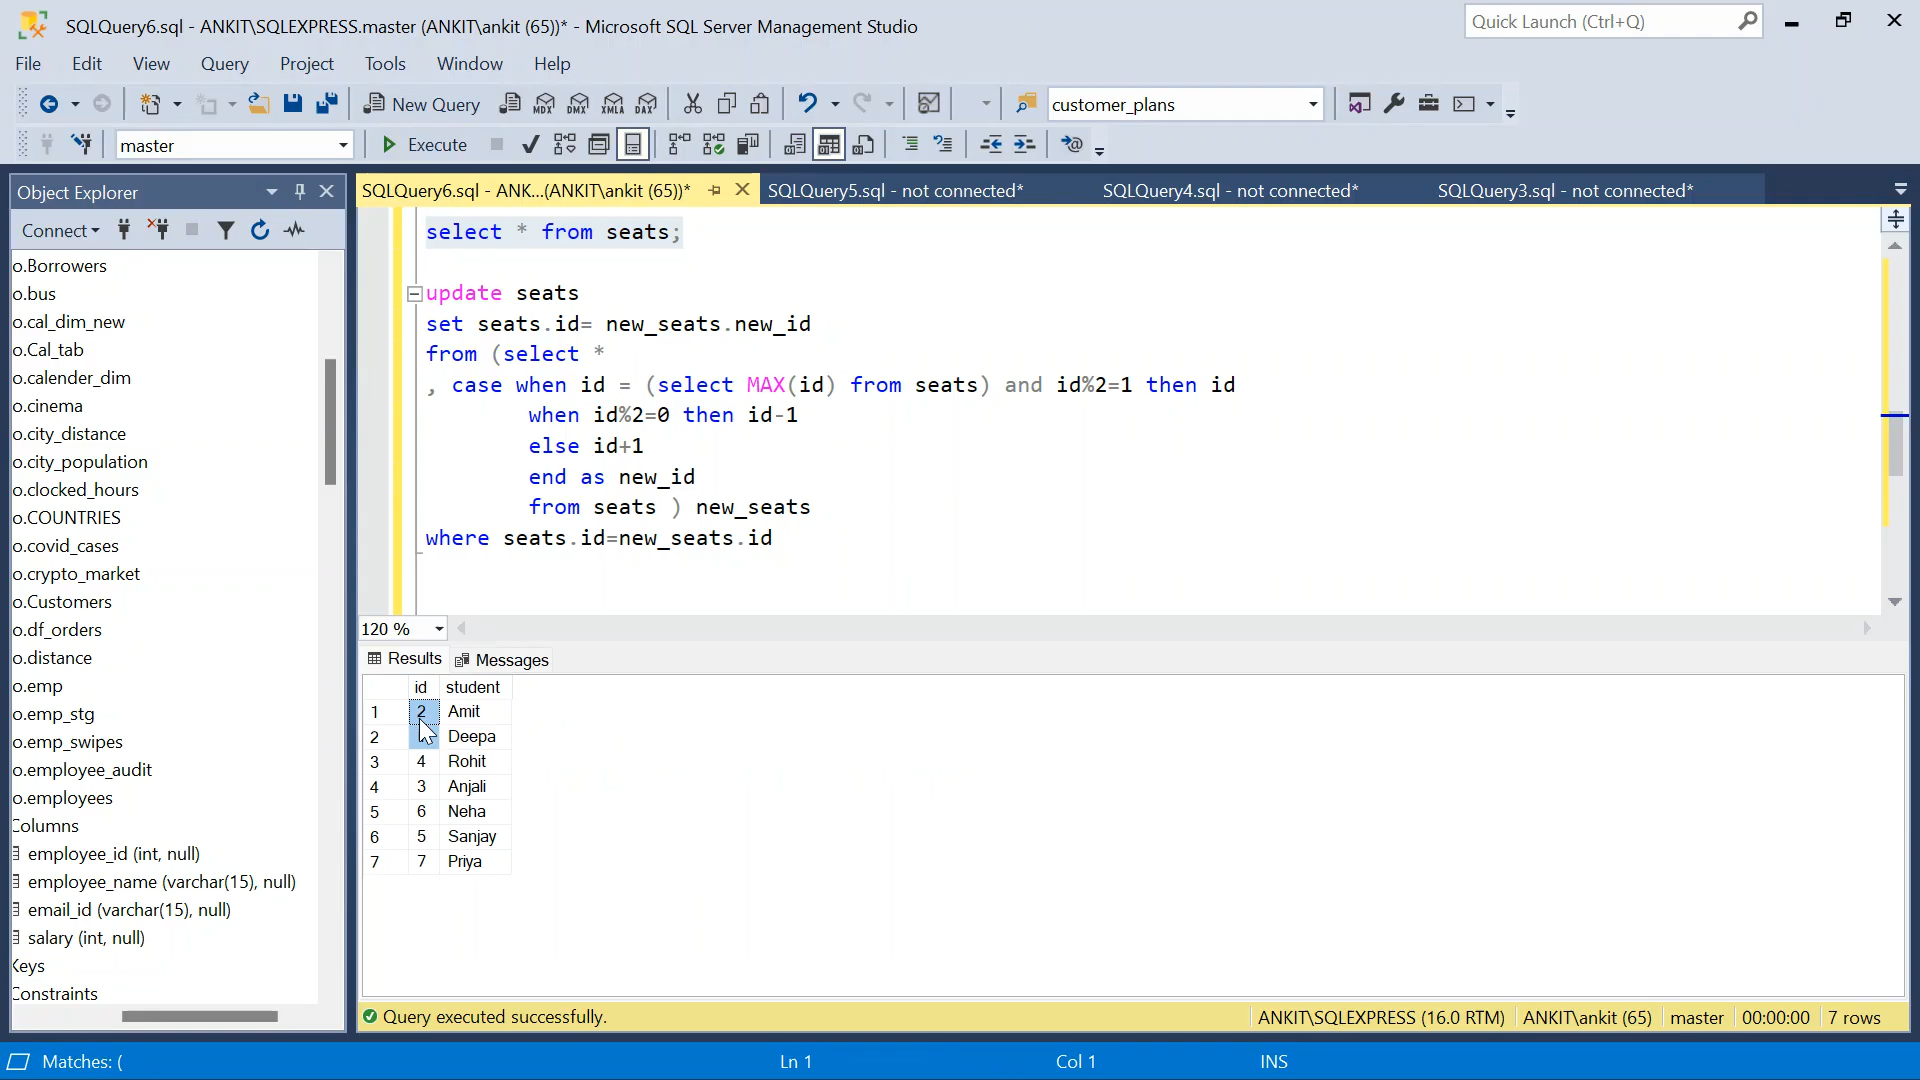 SQLQuery6.sql - ANKIT\SQLEXPRESS.master (ANKIT\ankit (65))* - Microsoft SQL Server Management Studio
Quick Launch (Ctrl+Q)
File Edit View Query Project Tools Window Help
New Query
MDX DMX XMLA DAX
customer_plans
master
Execute
Object Explorer
SQLQuery6.sql - ANK...(ANKIT\ankit (65))*
SQLQuery5.sql - not connected*
SQLQuery4.sql - not connected*
SQLQuery3.sql - not connected*
Connect
o.Borrowers
o.bus
o.cal_dim_new
o.Cal_tab
o.calender_dim
o.cinema
o.city_distance
o.city_population
o.clocked_hours
o.COUNTRIES
o.covid_cases
o.crypto_market
o.Customers
o.df_orders
o.distance
o.emp
o.emp_stg
o.emp_swipes
o.employee_audit
o.employees
Columns
employee_id (int, null)
employee_name (varchar(15), null)
email_id (varchar(15), null)
salary (int, null)
Keys
Constraints
select * from seats;
update seats
set seats.id= new_seats.new_id
from (select *
, case when id = (select MAX(id) from seats) and id%2=1 then id
when id%2=0 then id-1
else id+1
end as new_id
from seats ) new_seats
where seats.id=new_seats.id
120 %
Results Messages
id student
1 2 Amit
2 Deepa
3 4 Rohit
4 3 Anjali
5 6 Neha
6 5 Sanjay
7 7 Priya
Query executed successfully.
ANKIT\SQLEXPRESS (16.0 RTM) ANKIT\ankit (65) master 00:00:00 7 rows
Matches: (
Ln 1
Col 1
INS